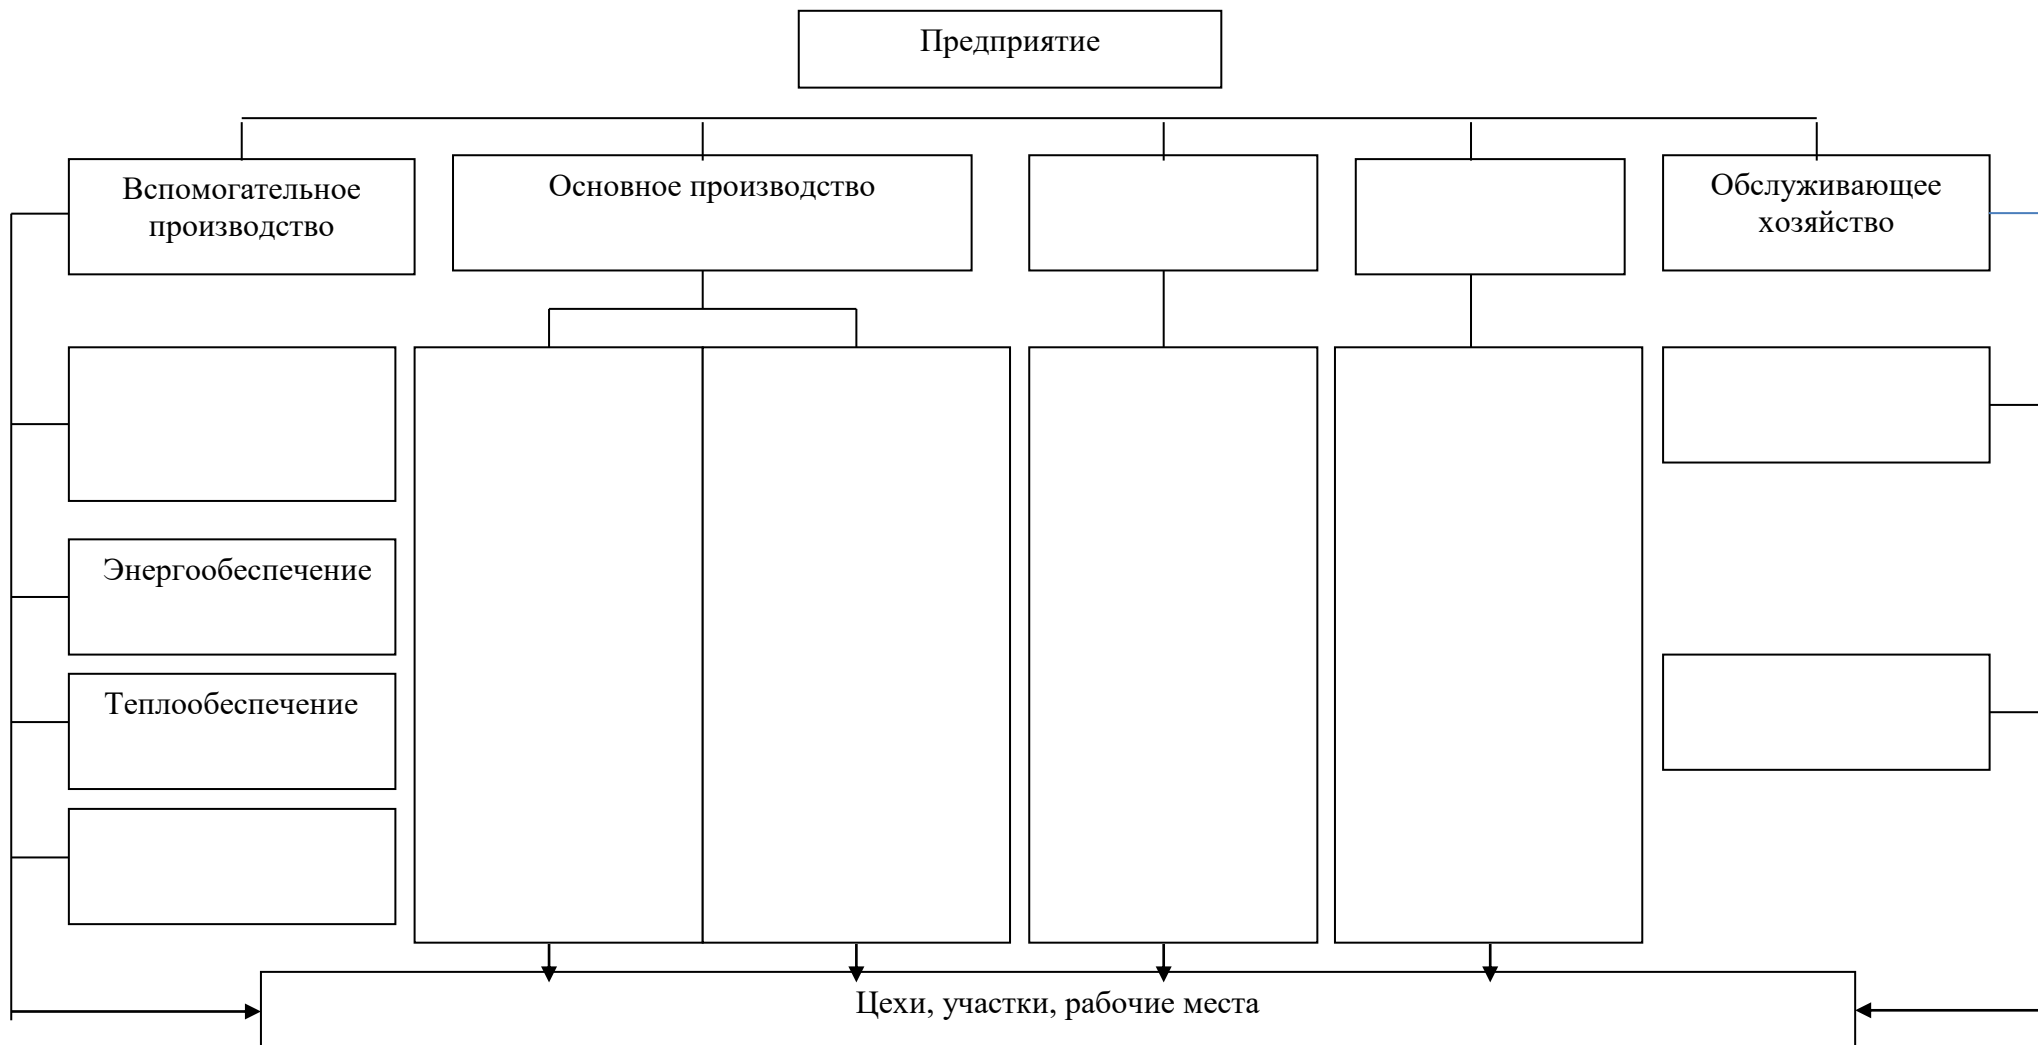 Предприятие
Вспомогательное
производство
Основное производство
Обслуживающее
хозяйство
Энергообеспечение
Теплообеспечение
Цехи, участки, рабочие места